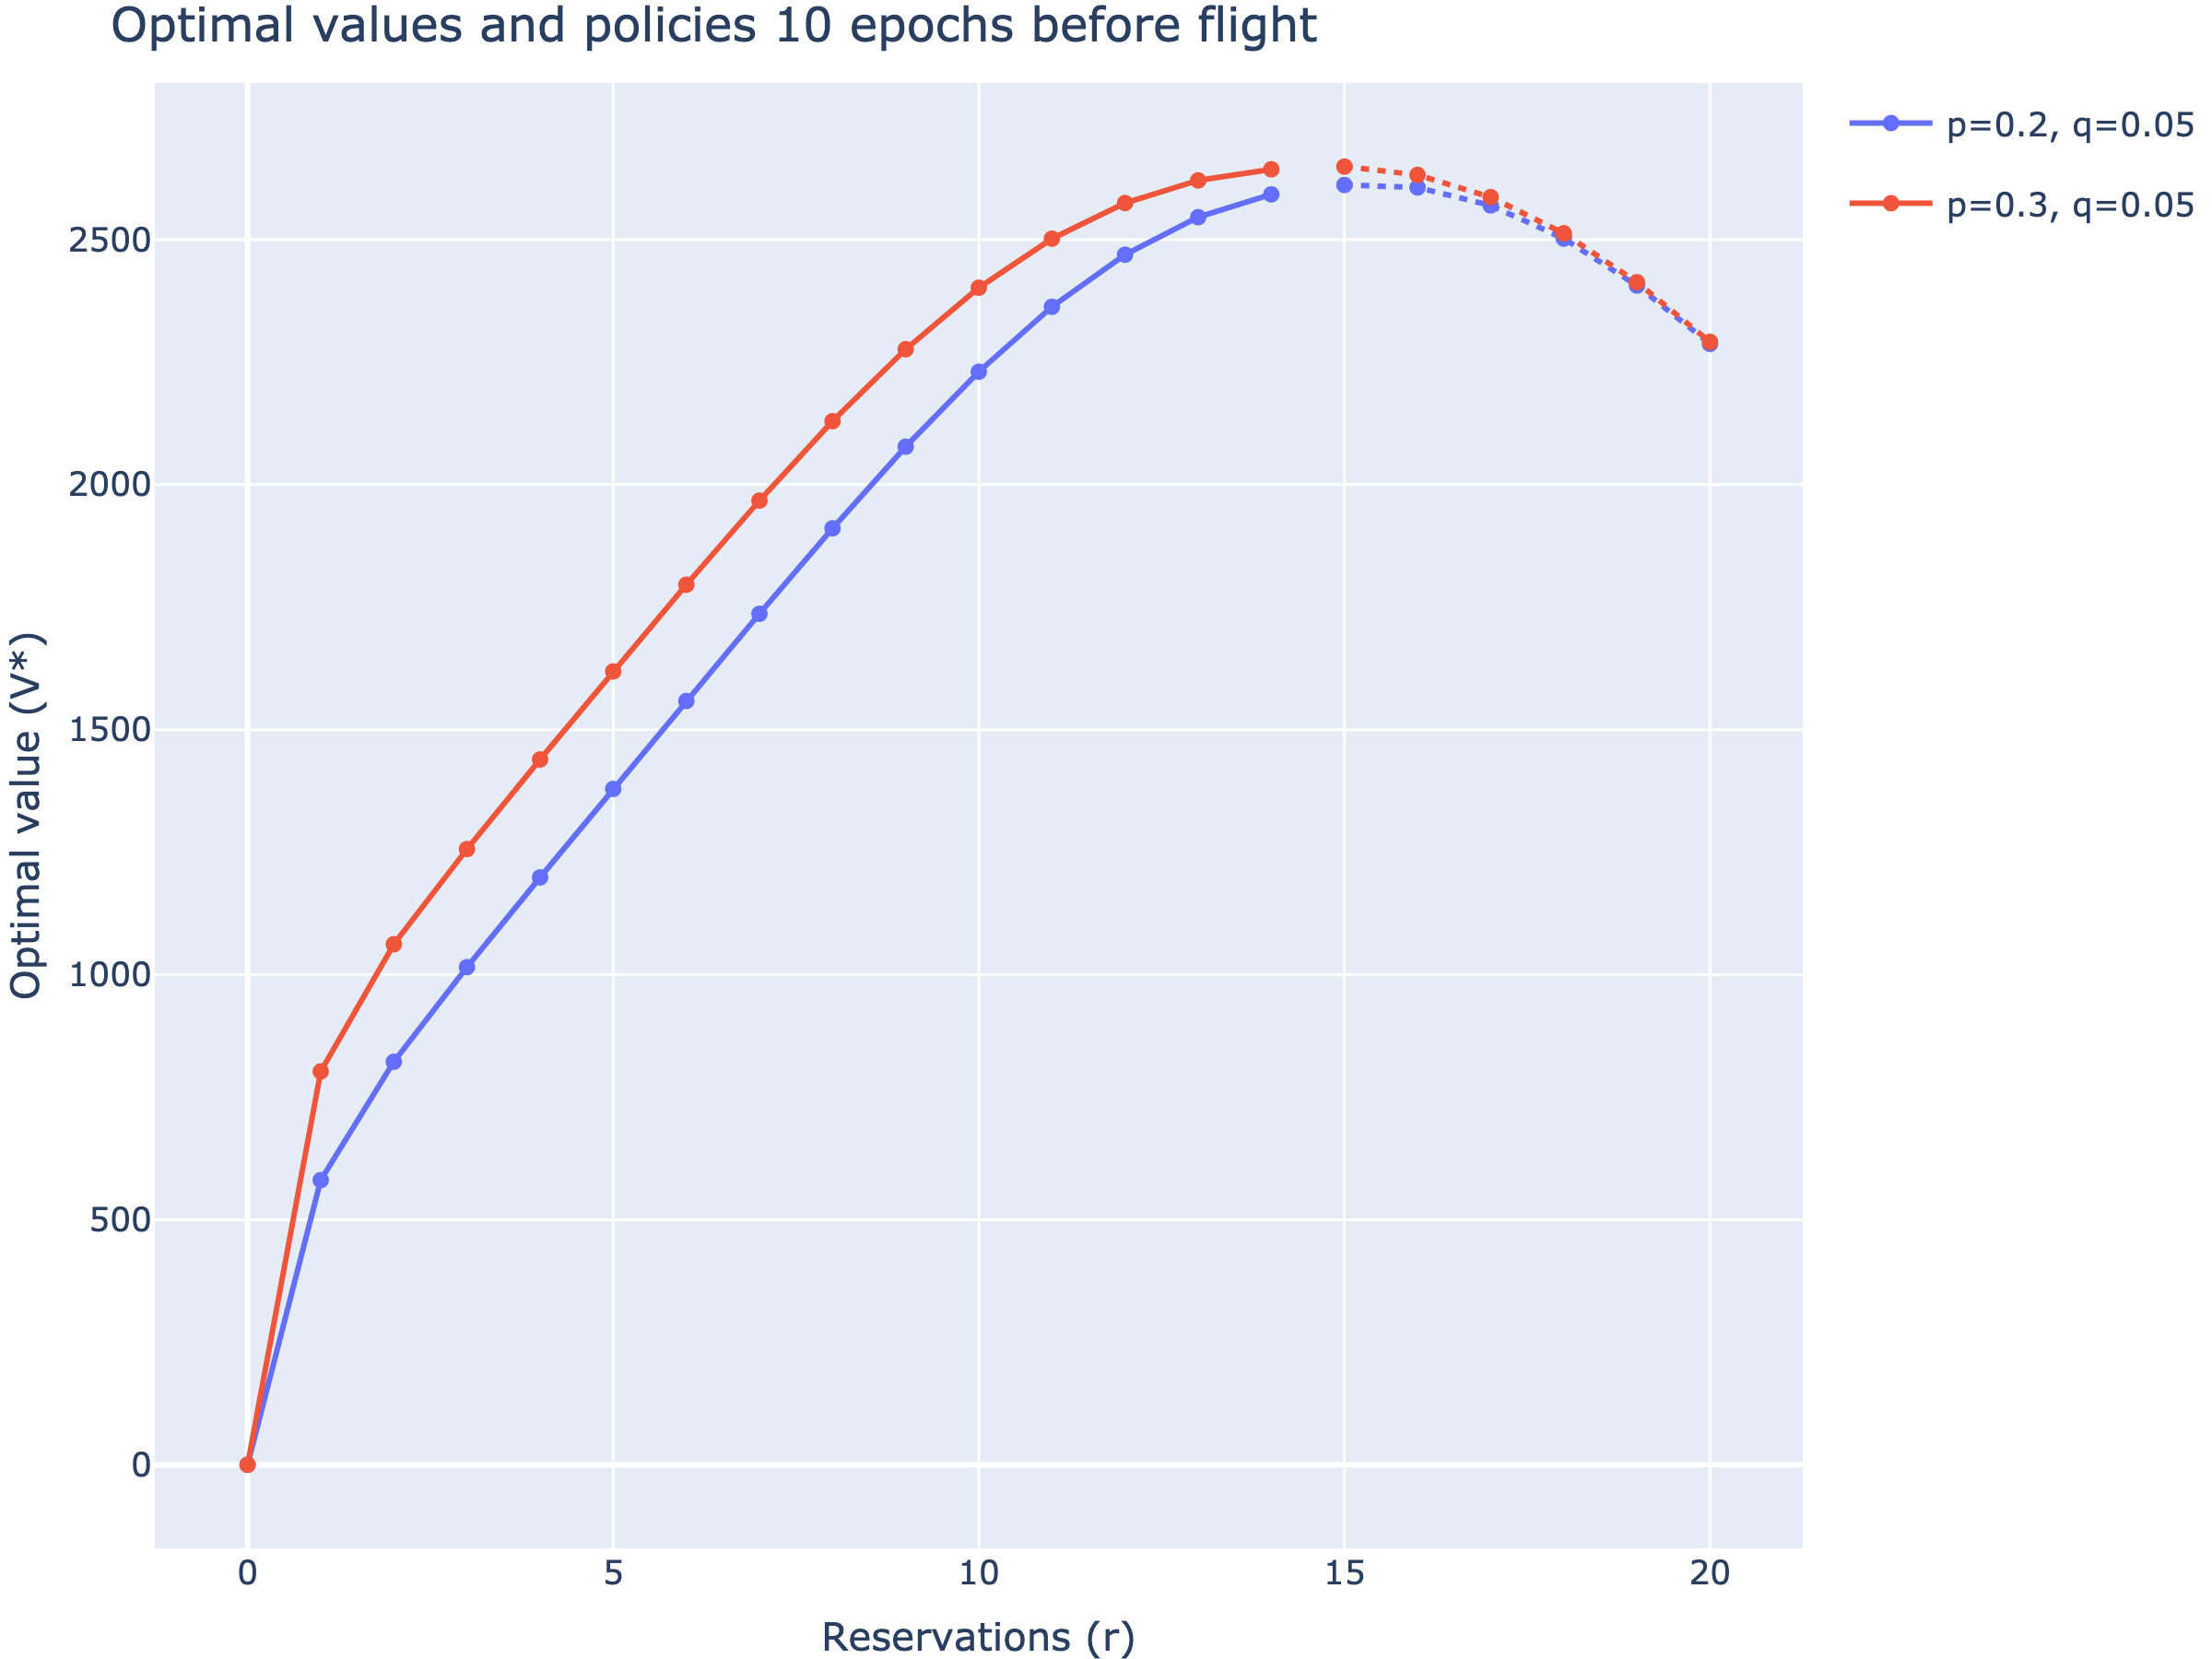 Optimal values and policies 10 epochs before flight
p=0.2, q=0.05
p=0.3, q=0.05
Optimal value (V*)
2500
2000
1500
1000
500
0
0 5 10 15 20
Reservations (r)